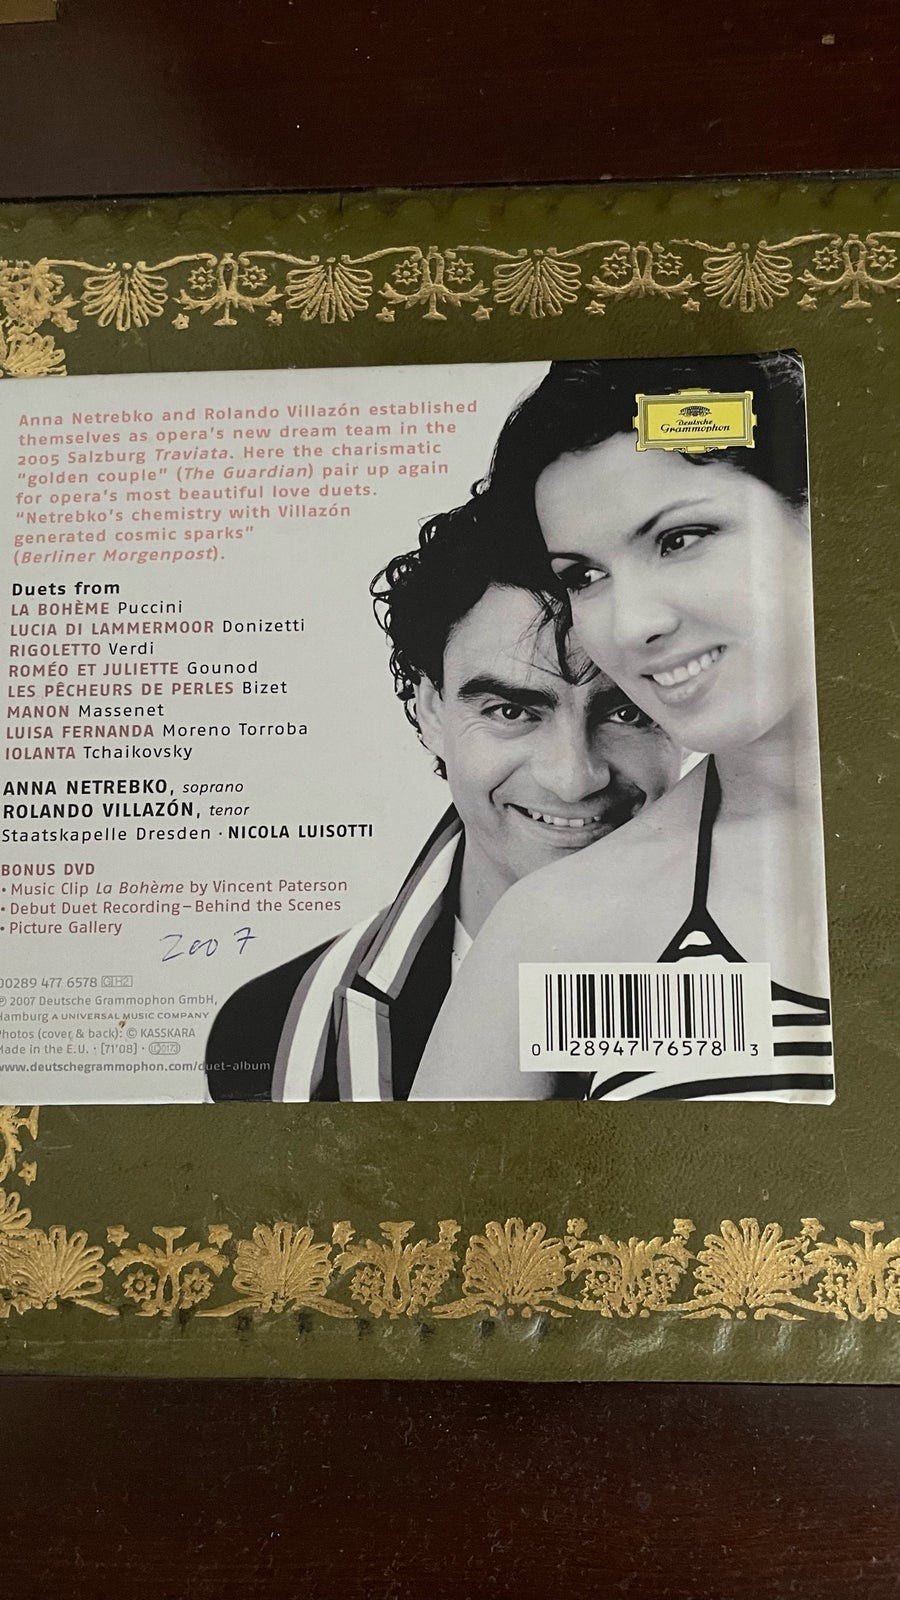 Anna Netrebko and Rolando Villazón established
themselves as opera's new dream team in the
2005 Salzburg Traviata. Here the charismatic
"golden couple" (The Guardian) pair up again
for opera's most beautiful love duets.
"Netrebko's chemistry with Villazón
generated cosmic sparks"
(Berliner Morgenpost).
Deutsche
Grammophon
Duets from
LA BOHÈME Puccini
LUCIA DI LAMMERMOOR Donizetti
RIGOLETTO Verdi
ROMÉO ET JULIETTE Gounod
LES PÊCHEURS DE PERLES Bizet
MANON Massenet
LUISA FERNANDA Moreno Torroba
IOLANTA Tchaikovsky
ANNA NETREBKO, soprano
ROLANDO VILLAZÓN, tenor
Staatskapelle Dresden · NICOLA LUISOTTI
BONUS DVD
• Music Clip La Bohème by Vincent Paterson
• Debut Duet Recording – Behind the Scenes
• Picture Gallery
2007
00289 477 6578 GH2
℗ 2007 Deutsche Grammophon GmbH,
Hamburg A UNIVERSAL MUSIC COMPANY
Photos (cover & back): © KASSKARA
Made in the E.U. · [71'08] ·
www.deutschegrammophon.com/duet-album
0 28947 76578 3